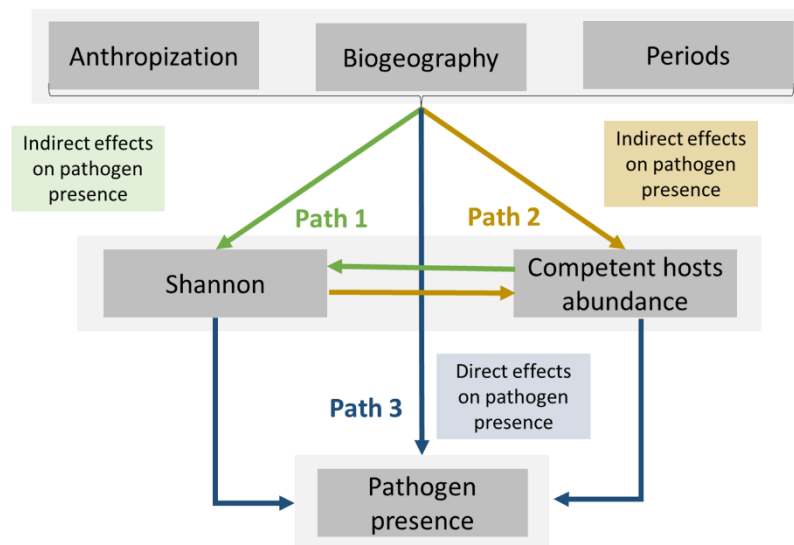 Anthropization
Biogeography
Periods
Indirect effects
on pathogen
presence
Indirect effects
on pathogen
presence
Path 1
Path 2
Shannon
Competent hosts
abundance
Path 3
Direct effects
on pathogen
presence
Pathogen
presence